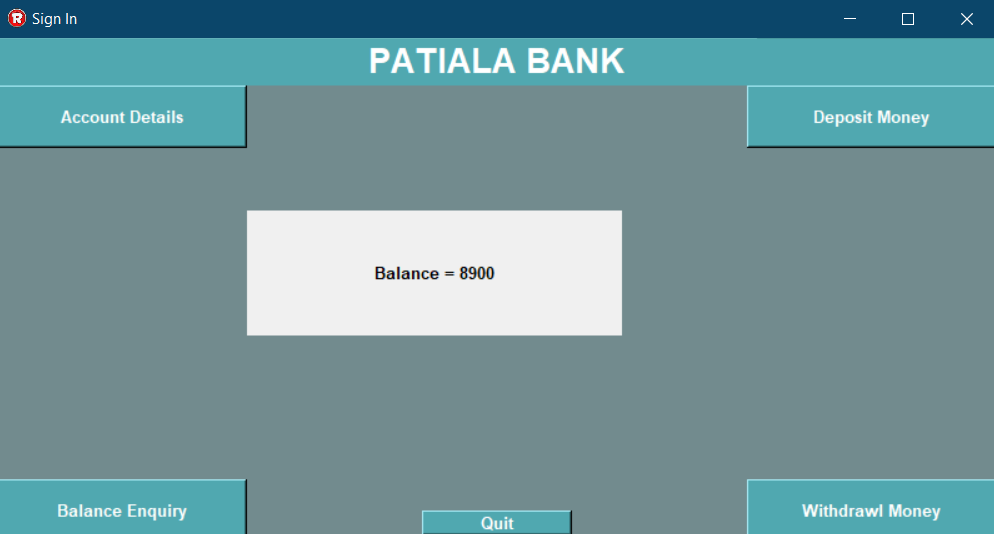 Sign In
PATIALA BANK
Account Details
Deposit Money
Balance = 8900
Balance Enquiry
Withdrawl Money
Quit